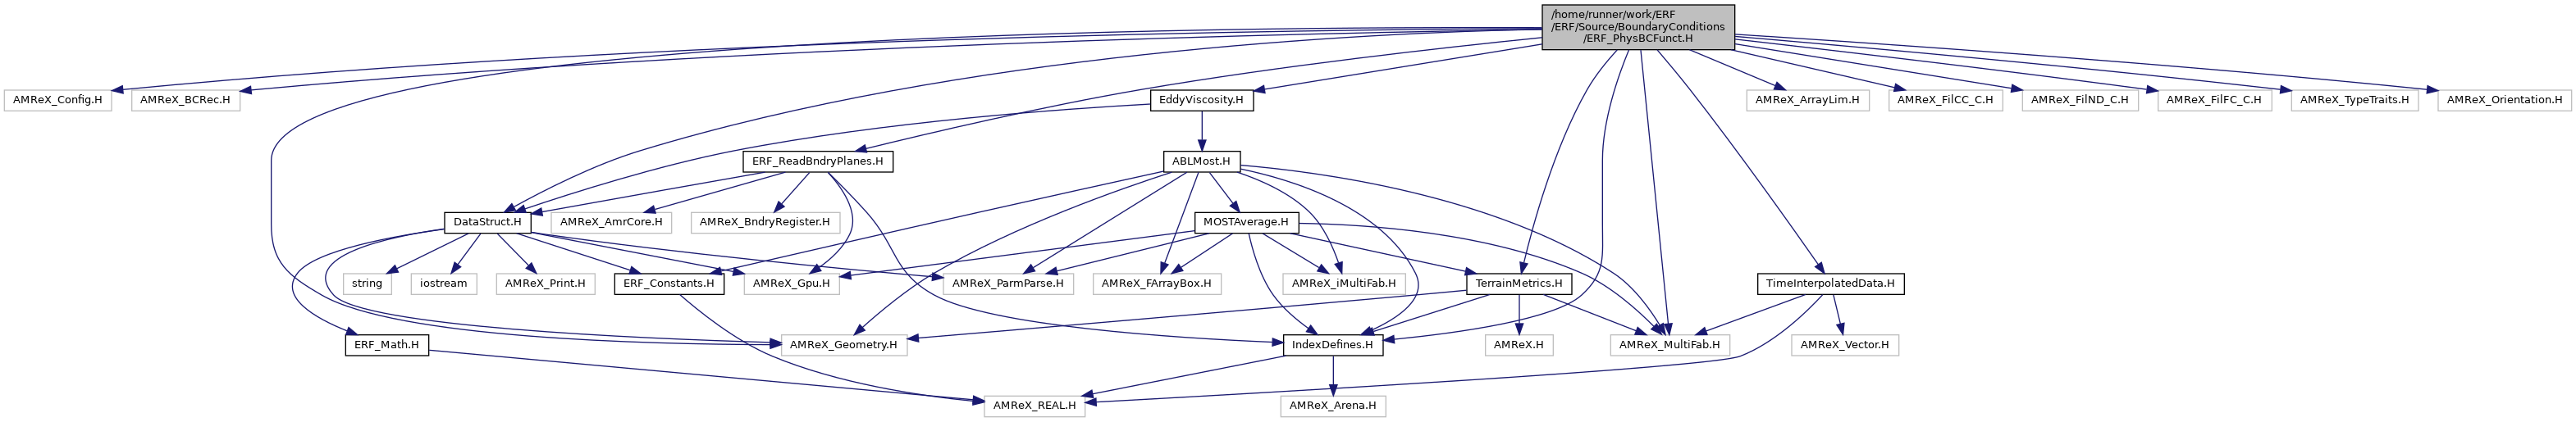 /home/runner/work/ERF
/ERF/Source/BoundaryConditions
/ERF_PhysBCFunct.H
AMReX_Config.H
AMReX_BCRec.H
EddyViscosity.H
AMReX_ArrayLim.H
AMReX_FilCC_C.H
AMReX_FilND_C.H
AMReX_FilFC_C.H
AMReX_TypeTraits.H
AMReX_Orientation.H
ERF_ReadBndryPlanes.H
ABLMost.H
DataStruct.H
AMReX_AmrCore.H
AMReX_BndryRegister.H
MOSTAverage.H
string
iostream
AMReX_Print.H
ERF_Constants.H
AMReX_Gpu.H
AMReX_ParmParse.H
AMReX_FArrayBox.H
AMReX_iMultiFab.H
TerrainMetrics.H
TimeInterpolatedData.H
ERF_Math.H
AMReX_Geometry.H
IndexDefines.H
AMReX.H
AMReX_MultiFab.H
AMReX_Vector.H
AMReX_REAL.H
AMReX_Arena.H